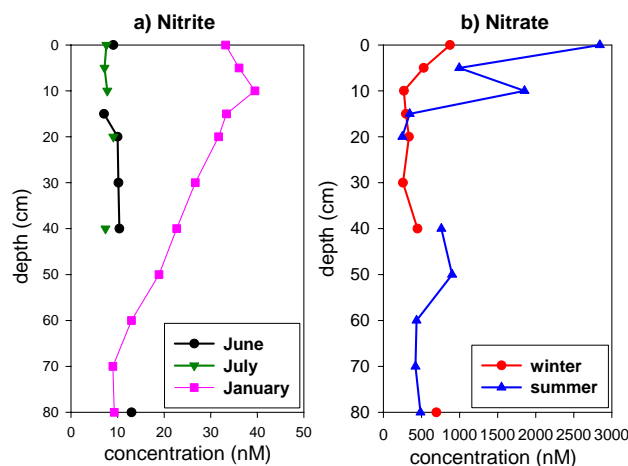 a) Nitrite
b) Nitrate
0
10
20
30
40
50
60
70
80
depth (cm)
0
10
20
30
40
50
concentration (nM)
June
July
January
0
10
20
30
40
50
60
70
80
depth (cm)
0
500
1000
1500
2000
2500
3000
concentration (nM)
winter
summer